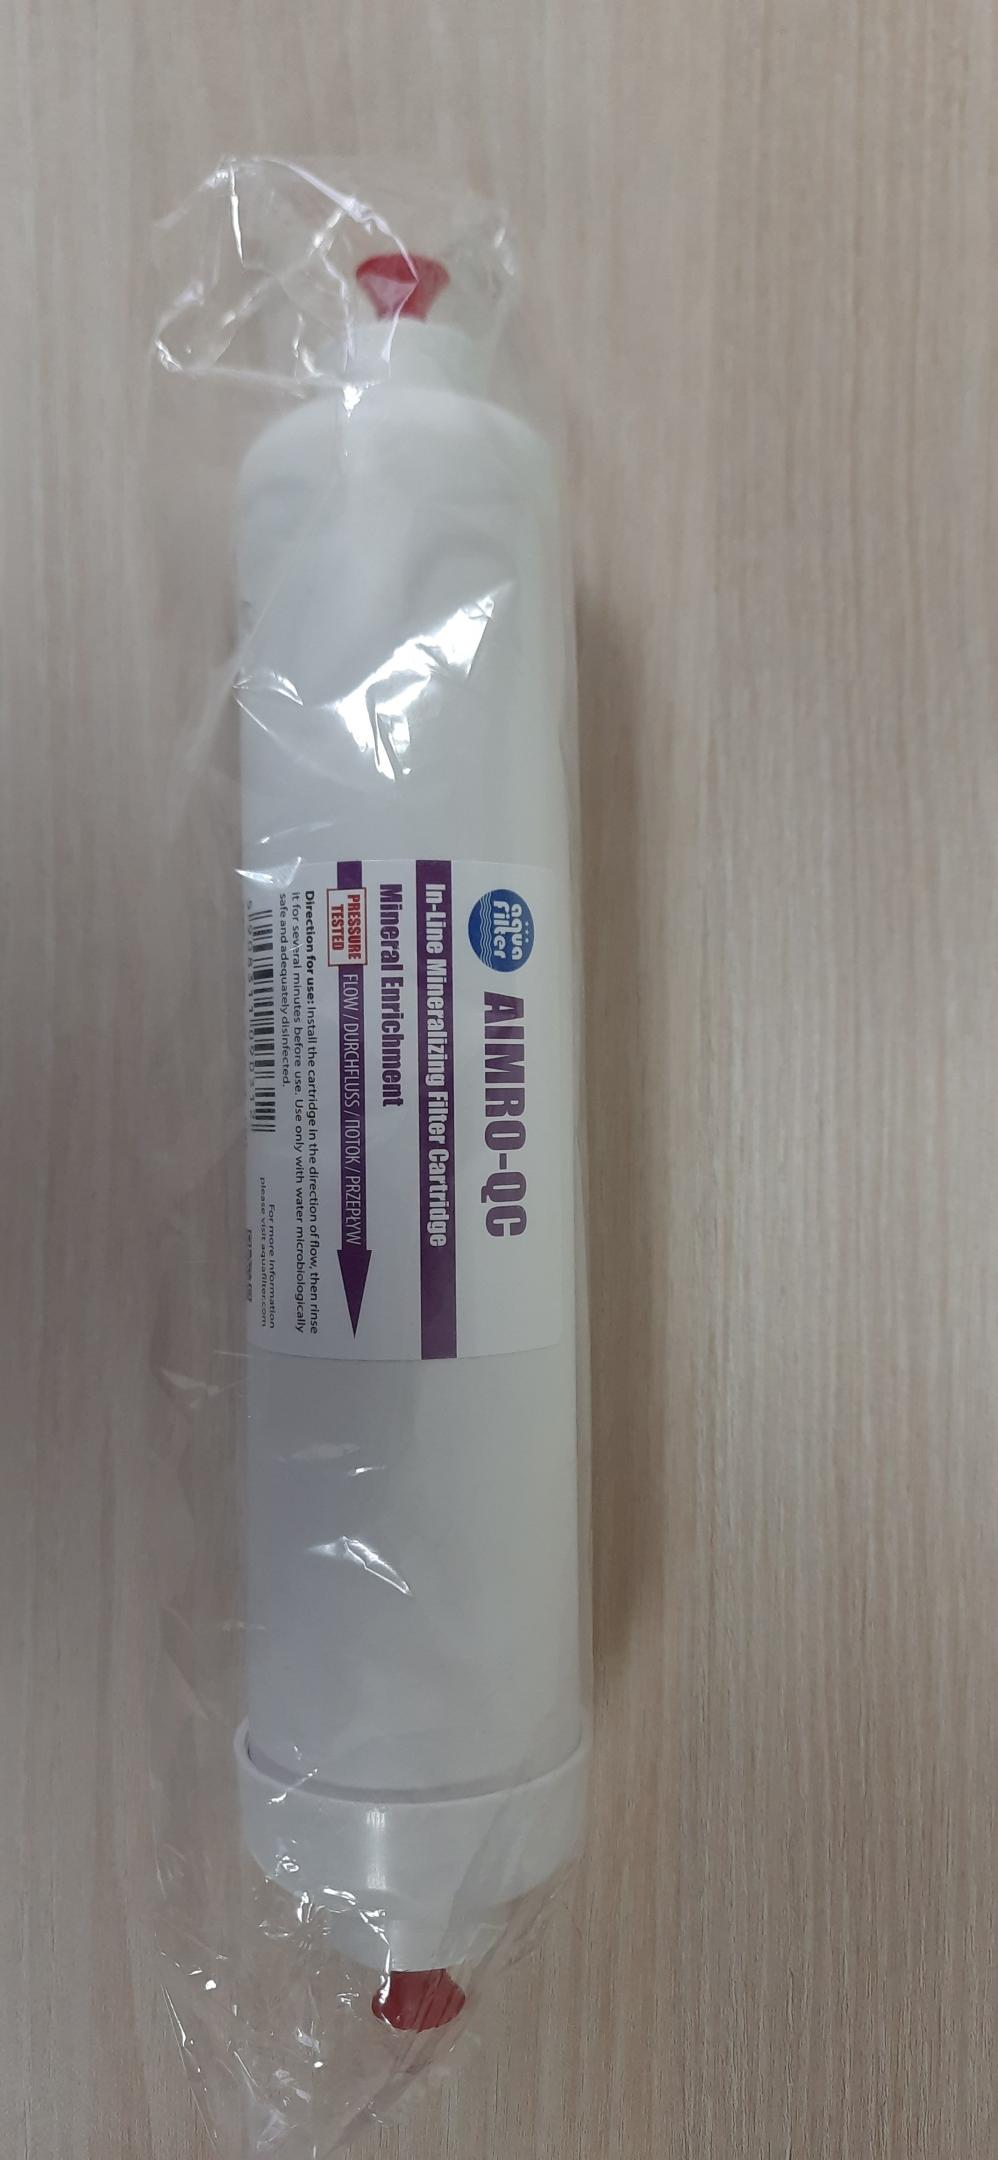 aqua
filter
AIMRO-QC
In-Line Mineralizing Filter Cartridge
Mineral Enrichment
PRESSURE
TESTED
FLOW / DURCHFLUSS / ПОТОК / PRZEPŁYW
Direction for use: Install the cartridge in the direction of flow, then rinse
it for several minutes before use. Use only with water microbiologically
safe and adequately disinfected.
For more information
please visit aquafilter.com